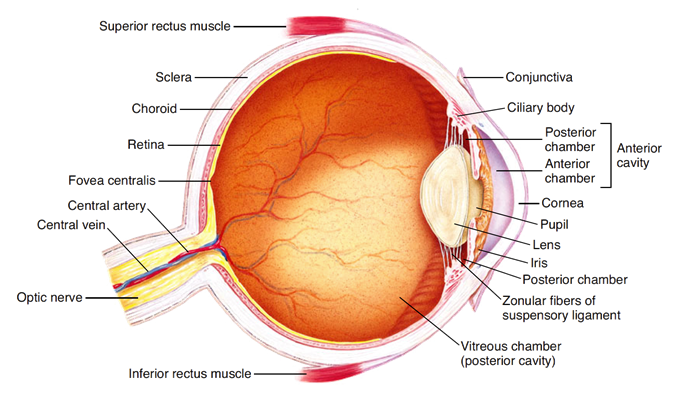 Superior rectus muscle
Sclera
Choroid
Retina
Fovea centralis
Central artery
Central vein
Optic nerve
Inferior rectus muscle
Conjunctiva
Ciliary body
Posterior
chamber
Anterior
chamber
Anterior
cavity
Cornea
Pupil
Lens
Iris
Posterior chamber
Zonular fibers of
suspensory ligament
Vitreous chamber
(posterior cavity)